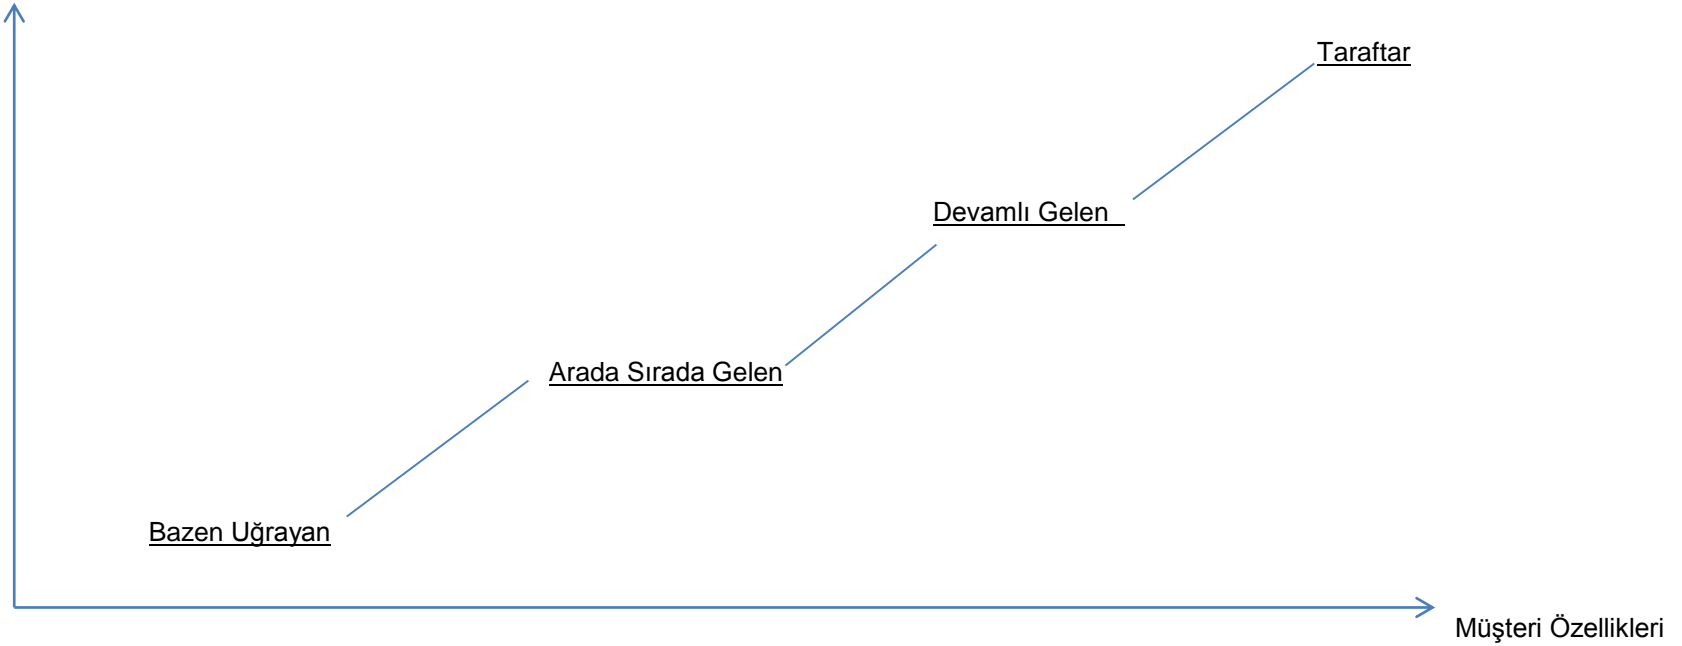 Taraftar
Devamlı Gelen
Arada Sırada Gelen
Bazen Uğrayan
Müşteri Özellikleri